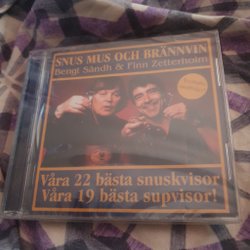 SNUS MUS OCH BRÄNNVIN
Bengt Sändh & Finn Zetterholm
Våra 22 bästa snuskvisor
Våra 19 bästa supvisor!